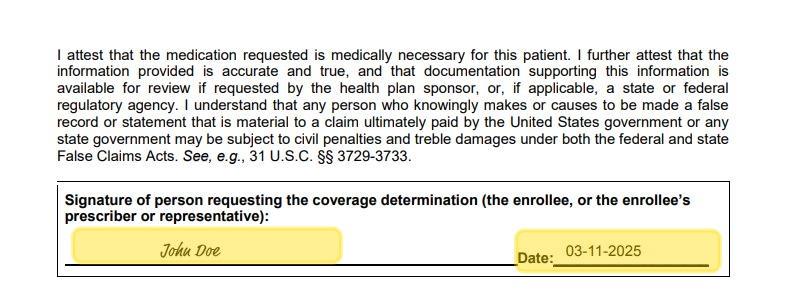 I attest that the medication requested is medically necessary for this patient. I further attest that the
information provided is accurate and true, and that documentation supporting this information is
available for review if requested by the health plan sponsor, or, if applicable, a state or federal
regulatory agency. I understand that any person who knowingly makes or causes to be made a false
record or statement that is material to a claim ultimately paid by the United States government or any
state government may be subject to civil penalties and treble damages under both the federal and state
False Claims Acts. See, e.g., 31 U.S.C. §§ 3729-3733.
Signature of person requesting the coverage determination (the enrollee, or the enrollee's
prescriber or representative):
John Doe Date: 03-11-2025